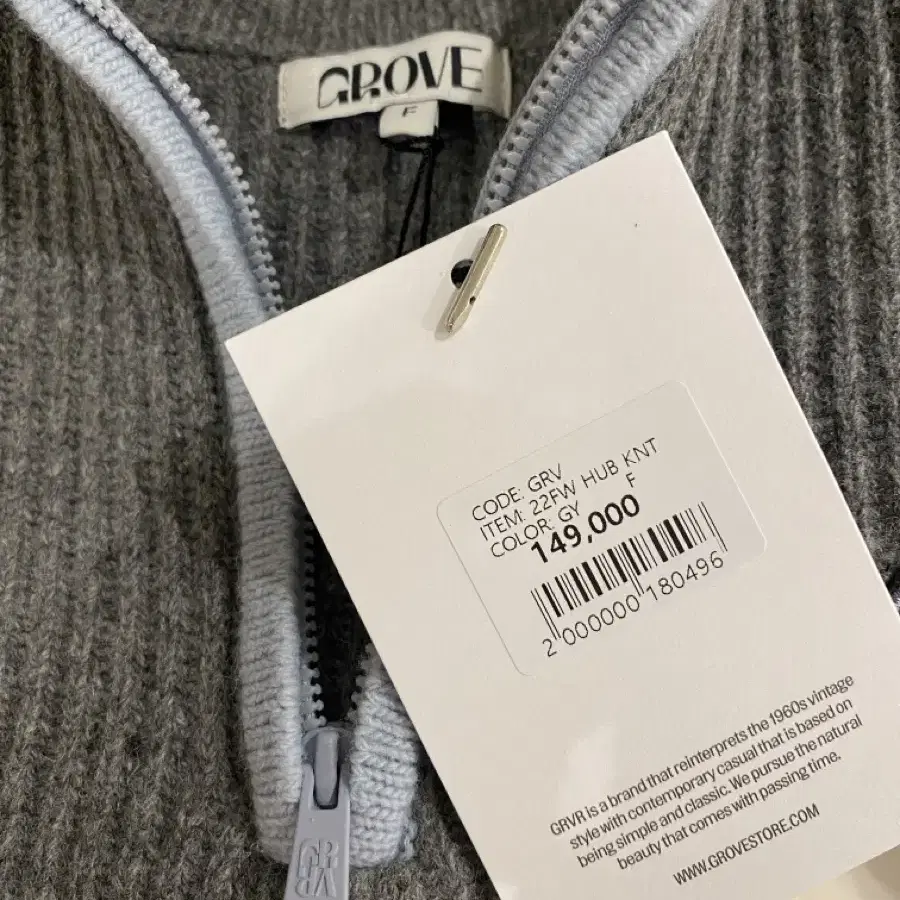 GROVE
F
CODE: GRV
ITEM: 22FW HUB KNT
COLOR: GY F
149,000
2 000000 180496
GRVR is a brand that reinterprets the 1960s vintage
style with contemporary casual that is based on
being simple and classic. We pursue the natural
beauty that comes with passing time.
WWW.GROVESTORE.COM
GR
VR